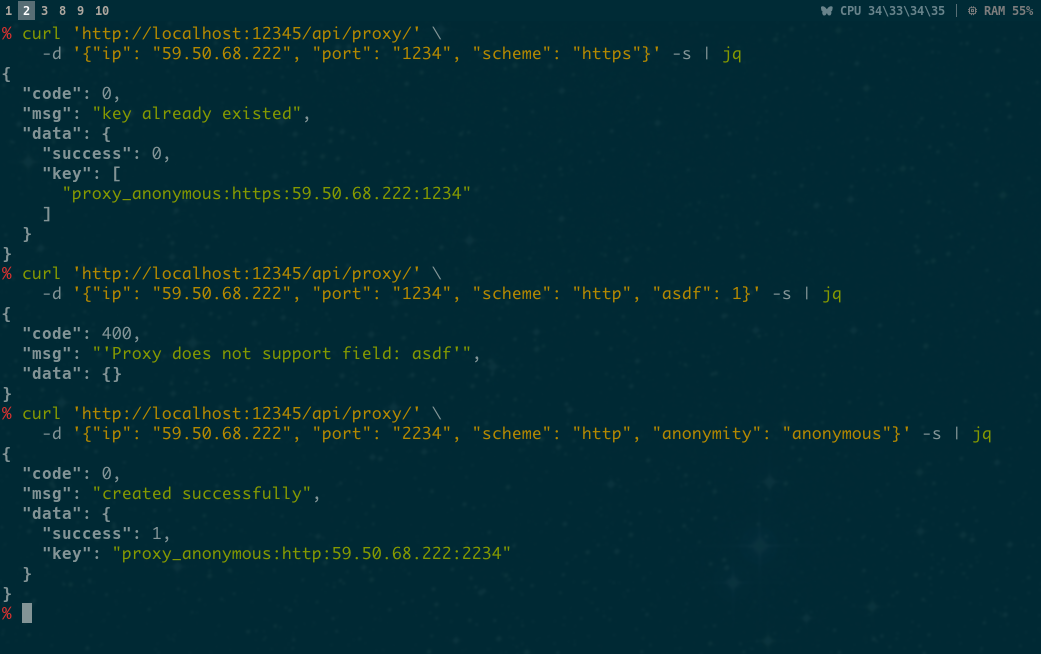 1 2 3 8 9 10 CPU 34\33\34\35 | RAM 55%
% curl 'http://localhost:12345/api/proxy/' \
    -d '{"ip": "59.50.68.222", "port": "1234", "scheme": "https"}' -s | jq
{
  "code": 0,
  "msg": "key already existed",
  "data": {
    "success": 0,
    "key": [
      "proxy_anonymous:https:59.50.68.222:1234"
    ]
  }
}
% curl 'http://localhost:12345/api/proxy/' \
    -d '{"ip": "59.50.68.222", "port": "1234", "scheme": "http", "asdf": 1}' -s | jq
{
  "code": 400,
  "msg": "'Proxy does not support field: asdf'",
  "data": {}
}
% curl 'http://localhost:12345/api/proxy/' \
    -d '{"ip": "59.50.68.222", "port": "2234", "scheme": "http", "anonymity": "anonymous"}' -s | jq
{
  "code": 0,
  "msg": "created successfully",
  "data": {
    "success": 1,
    "key": "proxy_anonymous:http:59.50.68.222:2234"
  }
}
%